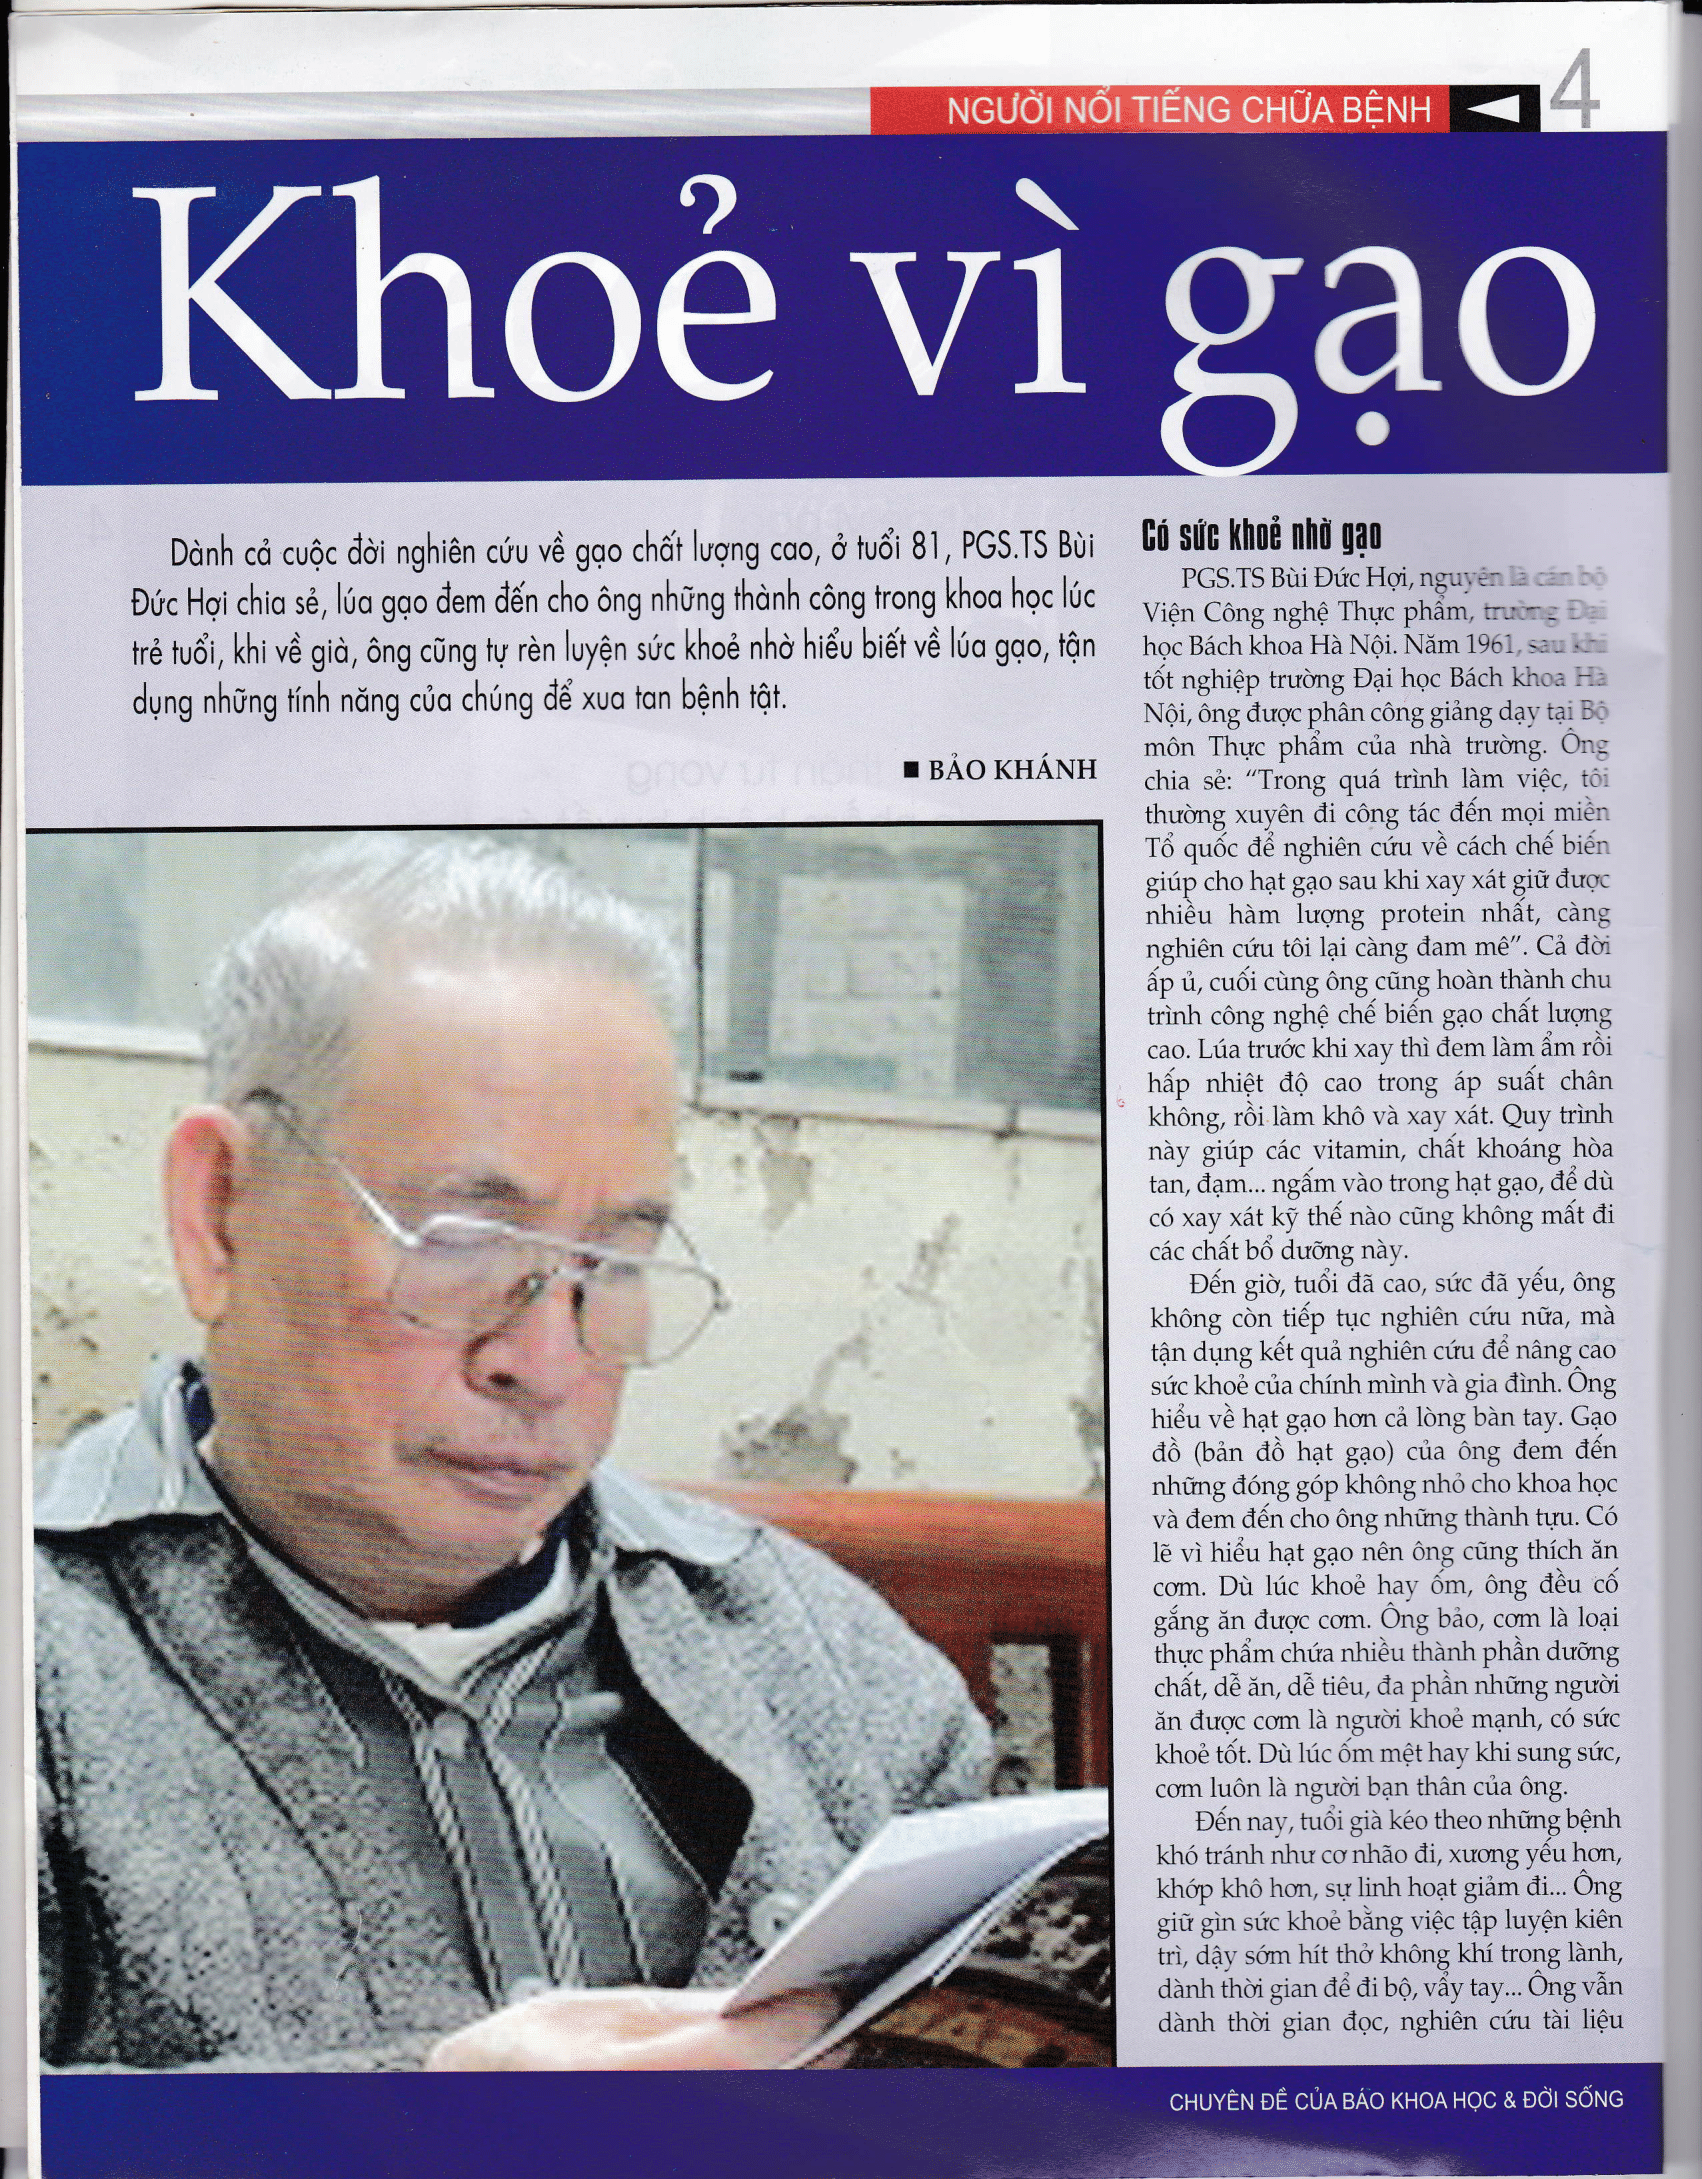 NGƯỜI NỔI TIẾNG CHỮA BỆNH
4
Khoẻ vì gạo
Dành cả cuộc đời nghiên cứu về gạo chất lượng cao, ở tuổi 81, PGS.TS Bùi
Đức Hợi chia sẻ, lúa gạo đem đến cho ông những thành công trong khoa học lúc
trẻ tuổi, khi về già, ông cũng tự rèn luyện sức khoẻ nhờ hiểu biết về lúa gạo, tận
dụng những tính năng của chúng để xua tan bệnh tật.
■ BẢO KHÁNH
Có sức khoẻ nhờ gạo
PGS.TS Bùi Đức Hợi, nguyên là cán bộ
Viện Công nghệ Thực phẩm, trường Đại
học Bách khoa Hà Nội. Năm 1961, sau khi
tốt nghiệp trường Đại học Bách khoa Hà
Nội, ông được phân công giảng dạy tại Bộ
môn Thực phẩm của nhà trường. Ông
chia sẻ: “Trong quá trình làm việc, tôi
thường xuyên đi công tác đến mọi miền
Tổ quốc để nghiên cứu về cách chế biến
giúp cho hạt gạo sau khi xay xát giữ được
nhiều hàm lượng protein nhất, càng
nghiên cứu tôi lại càng đam mê”. Cả đời
ấp ủ, cuối cùng ông cũng hoàn thành chu
trình công nghệ chế biến gạo chất lượng
cao. Lúa trước khi xay thì đem làm ẩm rồi
hấp nhiệt độ cao trong áp suất chân
không, rồi làm khô và xay xát. Quy trình
này giúp các vitamin, chất khoáng hòa
tan, đạm... ngấm vào trong hạt gạo, để dù
có xay xát kỹ thế nào cũng không mất đi
các chất bổ dưỡng này.
Đến giờ, tuổi đã cao, sức đã yếu, ông
không còn tiếp tục nghiên cứu nữa, mà
tận dụng kết quả nghiên cứu để nâng cao
sức khoẻ của chính mình và gia đình. Ông
hiểu về hạt gạo hơn cả lòng bàn tay. Gạo
đồ (bản đồ hạt gạo) của ông đem đến
những đóng góp không nhỏ cho khoa học
và đem đến cho ông những thành tựu. Có
lẽ vì hiểu hạt gạo nên ông cũng thích ăn
cơm. Dù lúc khoẻ hay ốm, ông đều cố
gắng ăn được cơm. Ông bảo, cơm là loại
thực phẩm chứa nhiều thành phần dưỡng
chất, dễ ăn, dễ tiêu, đa phần những người
ăn được cơm là người khoẻ mạnh, có sức
khoẻ tốt. Dù lúc ốm mệt hay khi sung sức,
cơm luôn là người bạn thân của ông.
Đến nay, tuổi già kéo theo những bệnh
khó tránh như cơ nhão đi, xương yếu hơn,
khớp khô hơn, sự linh hoạt giảm đi... Ông
giữ gìn sức khoẻ bằng việc tập luyện kiên
trì, dậy sớm hít thở không khí trong lành,
dành thời gian để đi bộ, vẩy tay... Ông vẫn
dành thời gian đọc, nghiên cứu tài liệu
CHUYÊN ĐỀ CỦA BÁO KHOA HỌC & ĐỜI SỐNG